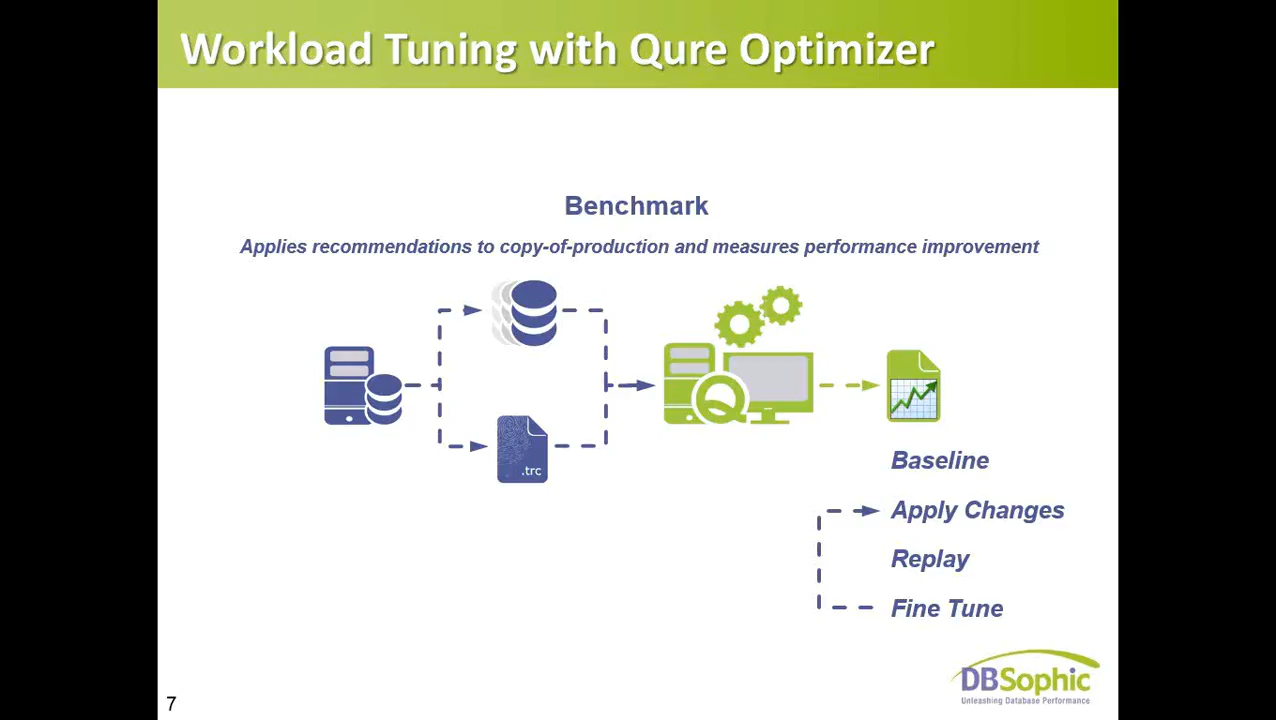 Workload Tuning with Qure Optimizer
Benchmark
Applies recommendations to copy-of-production and measures performance improvement
.trc
Q
Baseline
Apply Changes
Replay
Fine Tune
DBSophic
Unleashing Database Performance
7